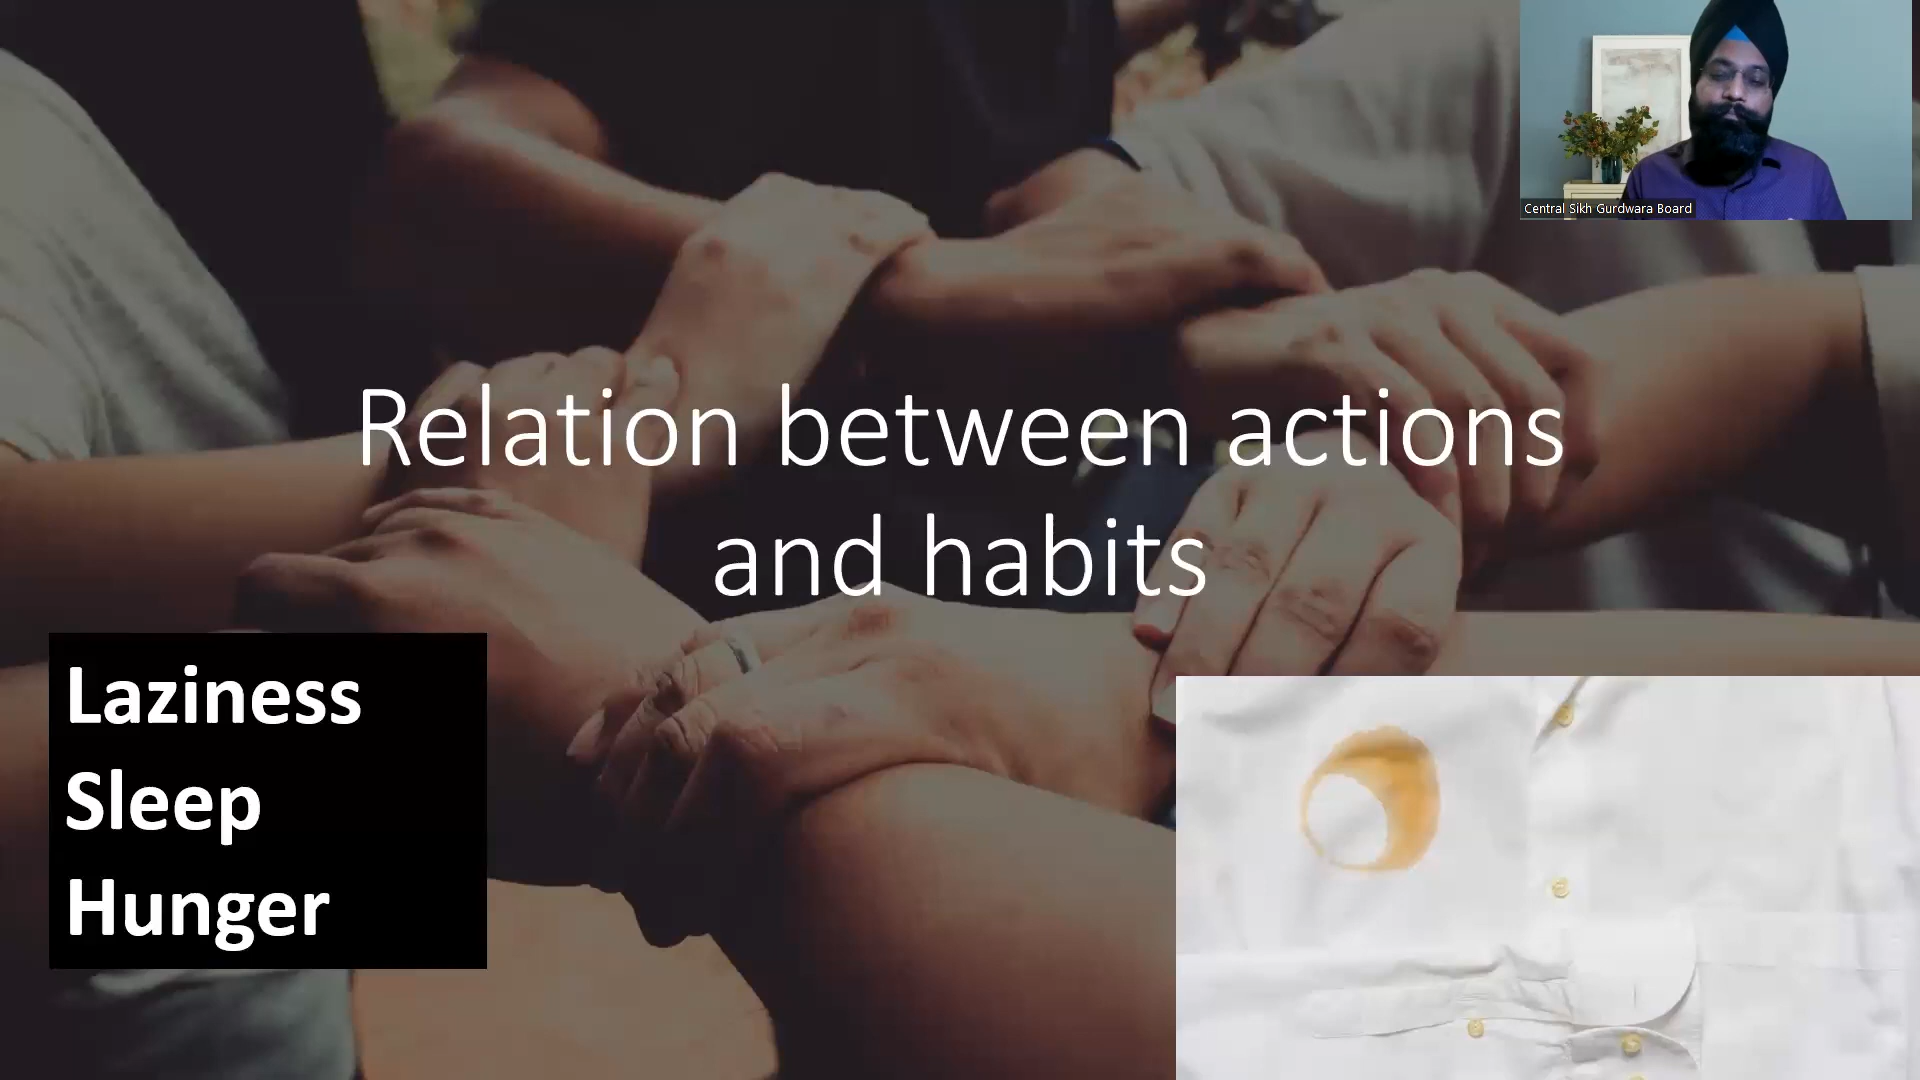 Central Sikh Gurdwara Board
Relation between actions
and habits
Laziness
Sleep
Hunger